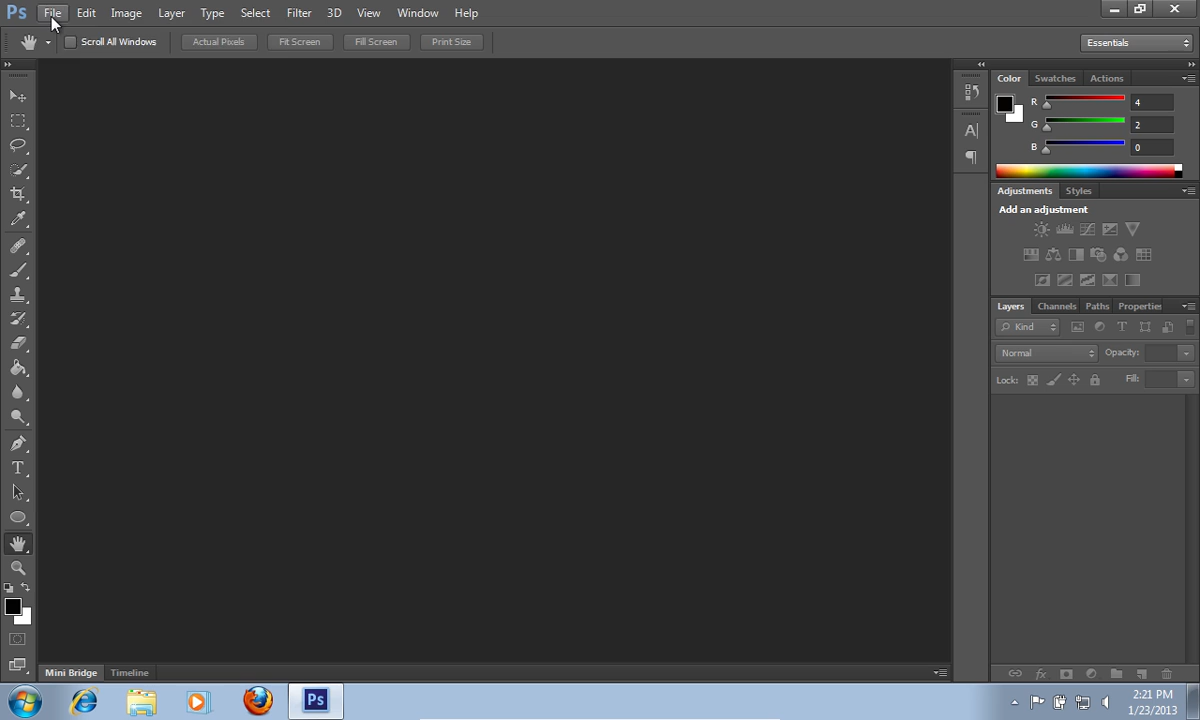 Ps File Edit Image Layer Type Select Filter 3D View Window Help
Scroll All Windows Actual Pixels Fit Screen Fill Screen Print Size Essentials
Color Swatches Actions
R 4
G 2
B 0
Adjustments Styles
Add an adjustment
Layers Channels Paths Properties
Kind
Normal Opacity:
Lock: Fill:
Mini Bridge Timeline
Ps
2:21 PM
1/23/2013